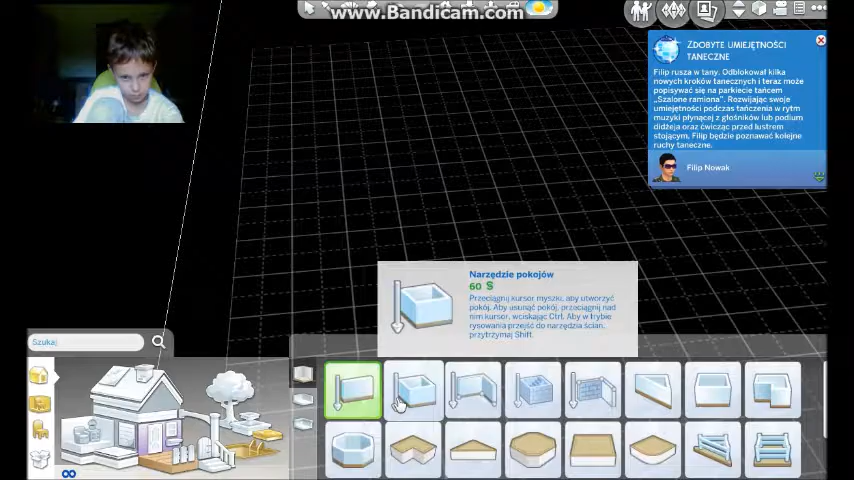 www.Bandicam.com
ZDOBYTE UMIEJĘTNOŚCI
TANECZNE
Filip rusza w tany. Odblokował kilka
nowych kroków tanecznych i teraz może
popisywać się na parkiecie tańcem
„Szalone ramiona”. Rozwijając swoje
umiejętności podczas tańczenia w rytm
muzyki płynącej z głośników lub podium
didżeja oraz ćwicząc przed lustrem
stojącym, Filip będzie poznawać kolejne
ruchy taneczne.
Filip Nowak
Narzędzie pokojów
60 $
Przeciągnij kursor myszki, aby utworzyć
pokój. Aby usunąć pokój, przeciągnij nad
nim kursor, wciskając Ctrl. Aby w trybie
rysowania przejść do narzędzia ścian,
przytrzymaj Shift.
Szukaj